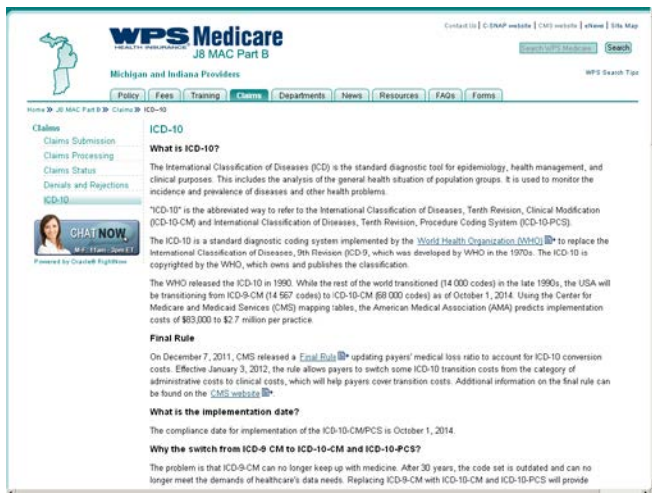 Contact Us | C-SNAP website | CMS website | eNews | Site Map
WPS Medicare
HEALTH INSURANCE
J8 MAC Part B
Search WPS Medicare Search
Michigan and Indiana Providers
WPS Search Tips
Policy Fees Training Claims Departments News Resources FAQs Forms
Home » J8 MAC Part B » Claims » ICD-10
Claims
Claims Submission
Claims Processing
Claims Status
Denials and Rejections
ICD-10
CHAT NOW
M-F, 11am - 3pm ET
Powered by Oracle® RightNow
ICD-10
What is ICD-10?
The International Classification of Diseases (ICD) is the standard diagnostic tool for epidemiology, health management, and
clinical purposes. This includes the analysis of the general health situation of population groups. It is used to monitor the
incidence and prevalence of diseases and other health problems.
"ICD-10" is the abbreviated way to refer to the International Classification of Diseases, Tenth Revision, Clinical Modification
(ICD-10-CM) and International Classification of Diseases, Tenth Revision, Procedure Coding System (ICD-10-PCS).
The ICD-10 is a standard diagnostic coding system implemented by the World Health Organization (WHO) to replace the
International Classification of Diseases, 9th Revision (ICD-9, which was developed by WHO in the 1970s. The ICD-10 is
copyrighted by the WHO, which owns and publishes the classification.
The WHO released the ICD-10 in 1990. While the rest of the world transitioned (14 000 codes) in the late 1990s, the USA will
be transitioning from ICD-9-CM (14 567 codes) to ICD-10-CM (68 000 codes) as of October 1, 2014. Using the Center for
Medicare and Medicaid Services (CMS) mapping tables, the American Medical Association (AMA) predicts implementation
costs of $83,000 to $2.7 million per practice.
Final Rule
On December 7, 2011, CMS released a Final Rule updating payers' medical loss ratio to account for ICD-10 conversion
costs. Effective January 3, 2012, the rule allows payers to switch some ICD-10 transition costs from the category of
administrative costs to clinical costs, which will help payers cover transition costs. Additional information on the final rule can
be found on the CMS website.
What is the implementation date?
The compliance date for implementation of the ICD-10-CM/PCS is October 1, 2014.
Why the switch from ICD-9 CM to ICD-10-CM and ICD-10-PCS?
The problem is that ICD-9-CM can no longer keep up with medicine. After 30 years, the code set is outdated and can no
longer meet the demands of healthcare's data needs. Replacing ICD-9-CM with ICD-10-CM and ICD-10-PCS will provide